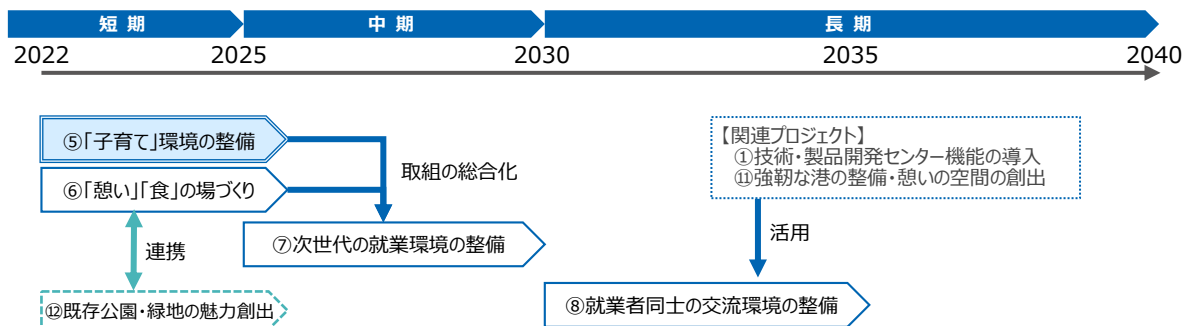 短期 中期 長期
2022 2025 2030 2035 2040
⑤「子育て」環境の整備
⑥「憩い」「食」の場づくり
取組の総合化
⑦次世代の就業環境の整備
連携
⑫既存公園・緑地の魅力創出
【関連プロジェクト】
①技術・製品開発センター機能の導入
⑪強靭な港の整備・憩いの空間の創出
活用
⑧就業者同士の交流環境の整備